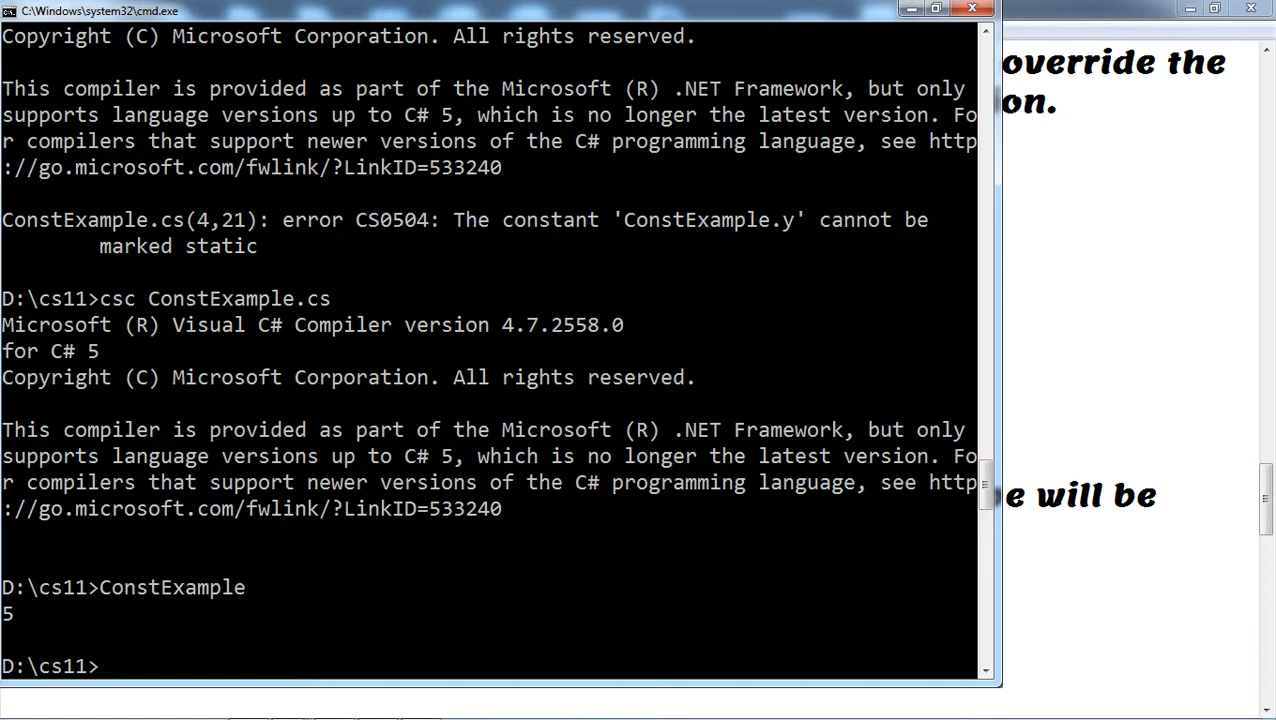 C:\Windows\system32\cmd.exe
Copyright (C) Microsoft Corporation. All rights reserved.
This compiler is provided as part of the Microsoft (R) .NET Framework, but only
supports language versions up to C# 5, which is no longer the latest version. Fo
r compilers that support newer versions of the C# programming language, see http
://go.microsoft.com/fwlink/?LinkID=533240
ConstExample.cs(4,21): error CS0504: The constant 'ConstExample.y' cannot be
marked static
D:\cs11>csc ConstExample.cs
Microsoft (R) Visual C# Compiler version 4.7.2558.0
for C# 5
Copyright (C) Microsoft Corporation. All rights reserved.
This compiler is provided as part of the Microsoft (R) .NET Framework, but only
supports language versions up to C# 5, which is no longer the latest version. Fo
r compilers that support newer versions of the C# programming language, see http
://go.microsoft.com/fwlink/?LinkID=533240
D:\cs11>ConstExample
5
D:\cs11>
override the
on.
e will be